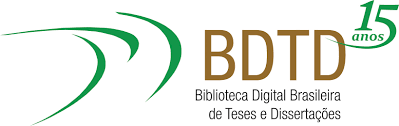 15
anos
BDTD
Biblioteca Digital Brasileira
de Teses e Dissertações